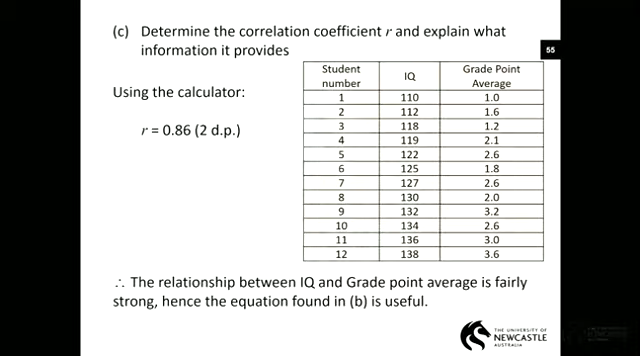 (c) Determine the correlation coefficient r and explain what
information it provides
55
Using the calculator:
r = 0.86 (2 d.p.)
Student number IQ Grade Point Average
1 110 1.0
2 112 1.6
3 118 1.2
4 119 2.1
5 122 2.6
6 125 1.8
7 127 2.6
8 130 2.0
9 132 3.2
10 134 2.6
11 136 3.0
12 138 3.6
∴ The relationship between IQ and Grade point average is fairly
strong, hence the equation found in (b) is useful.
THE UNIVERSITY OF
NEWCASTLE
AUSTRALIA